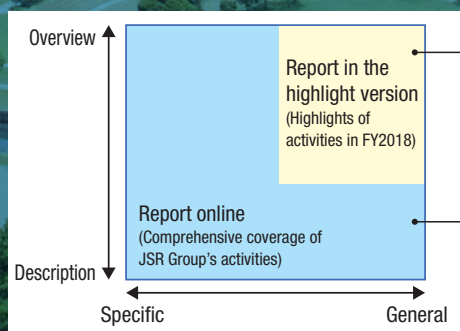 Overview
Report in the
highlight version
(Highlights of
activities in FY2018)
Report online
(Comprehensive coverage of
JSR Group's activities)
Description
Specific
General